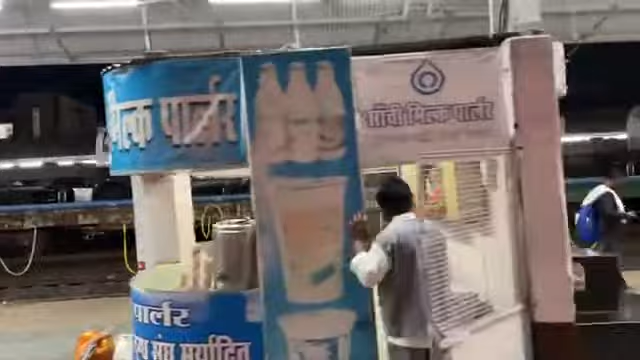 मिल्क पार्लर
साँची मिल्क पार्लर
पार्लर
संघ मर्यादित